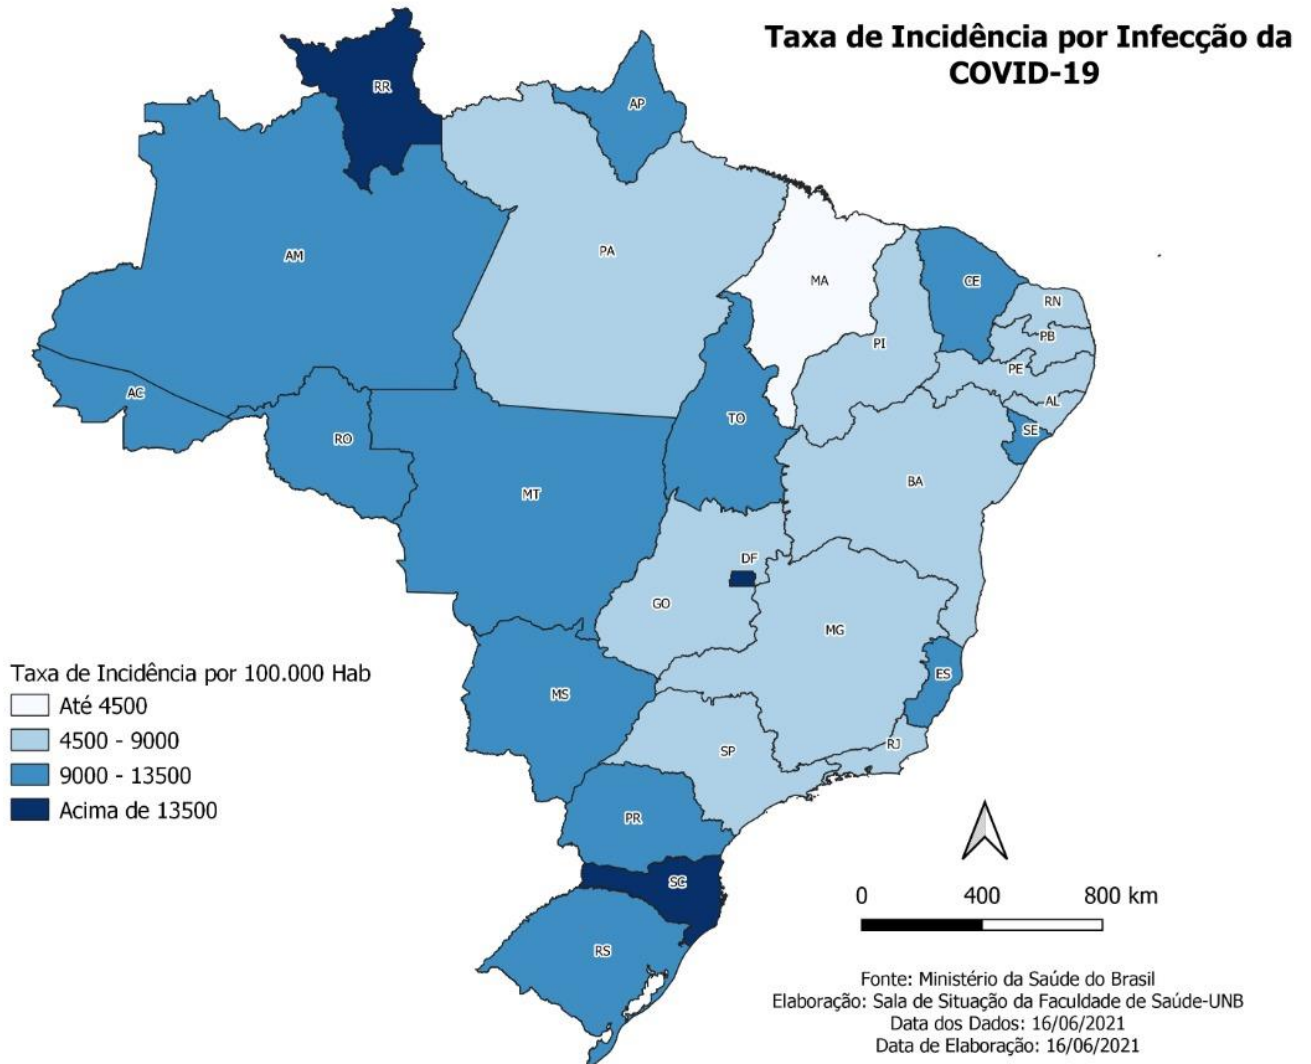 Taxa de Incidência por Infecção da
COVID-19
RR
AP
AM
PA
MA
CE
RN
PI
PB
PE
AC
AL
TO
SE
RO
BA
MT
DF
GO
MG
ES
MS
RJ
SP
PR
SC
RS
Taxa de Incidência por 100.000 Hab
Até 4500
4500 - 9000
9000 - 13500
Acima de 13500
0 400 800 km
Fonte: Ministério da Saúde do Brasil
Elaboração: Sala de Situação da Faculdade de Saúde-UNB
Data dos Dados: 16/06/2021
Data de Elaboração: 16/06/2021